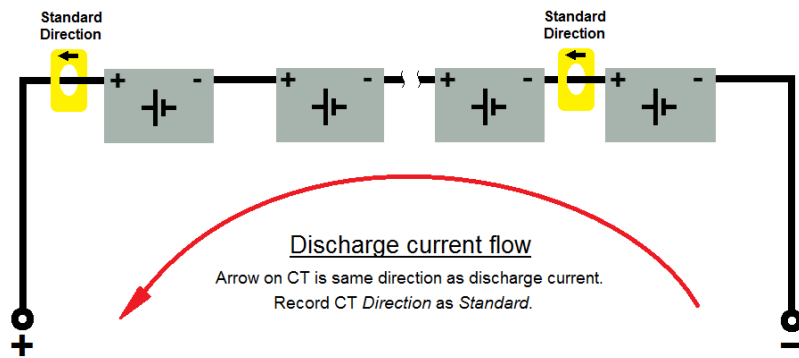 Standard
Direction
Standard
Direction
+ -
+ -
+ -
+ -
Discharge current flow
Arrow on CT is same direction as discharge current.
Record CT Direction as Standard.
+ -